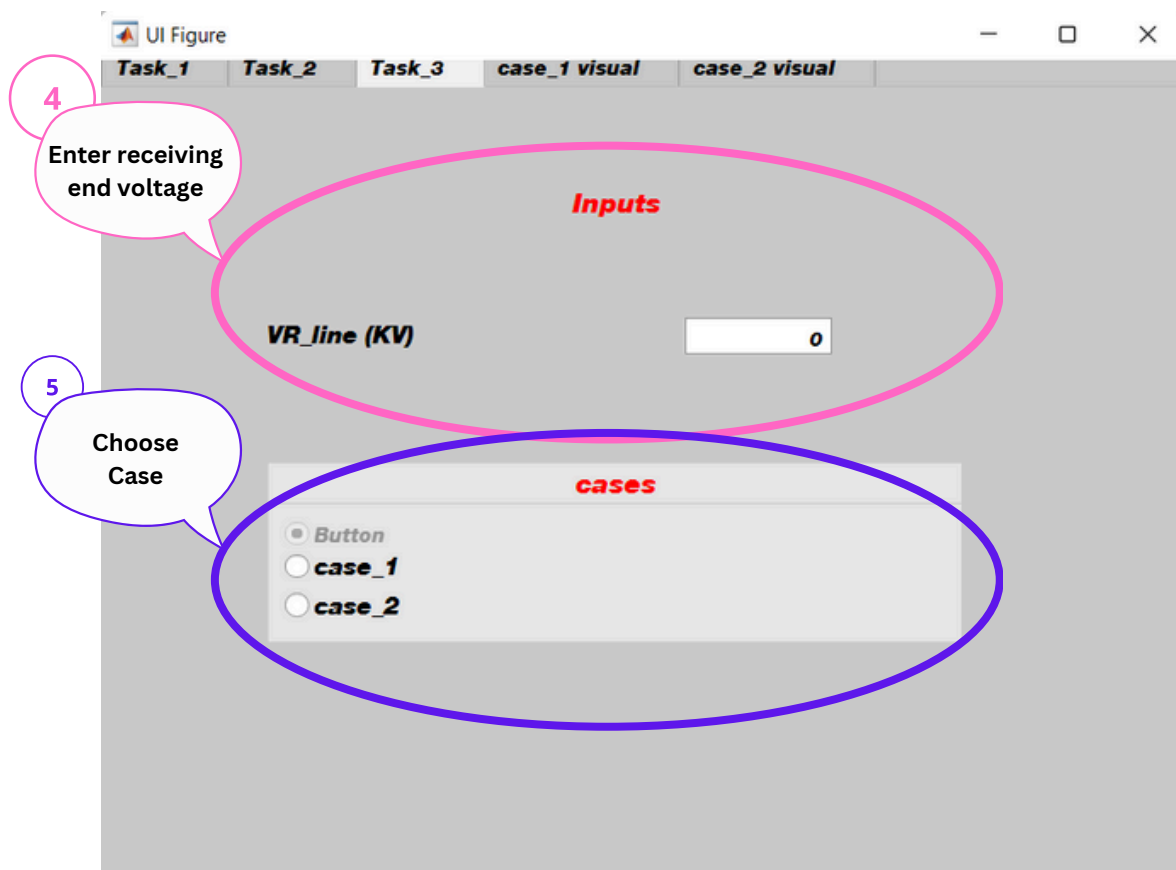 UI Figure
Task_1 Task_2 Task_3 case_1 visual case_2 visual
4
Enter receiving
end voltage
Inputs
VR_line (KV) 0
5
Choose
Case
cases
Button
case_1
case_2